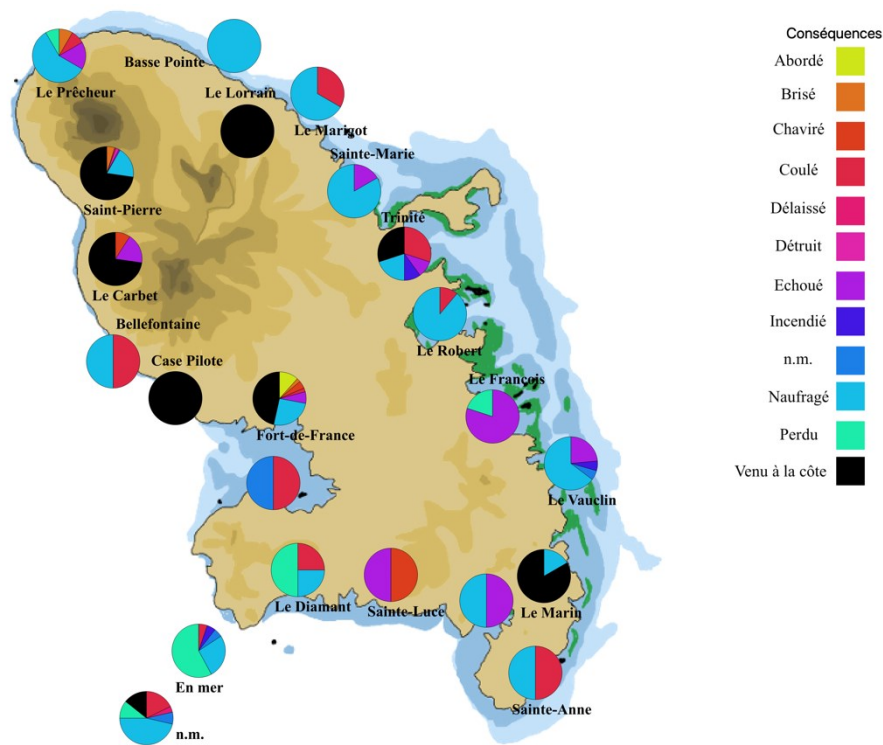 Conséquences
Abordé
Brisé
Chaviré
Coulé
Délaissé
Détruit
Echoué
Incendié
n.m.
Naufragé
Perdu
Venu à la côte
Basse Pointe
Le Prêcheur
Le Lorrain
Le Marigot
Sainte-Marie
Saint-Pierre
Trinité
Le Carbet
Bellefontaine
Le Robert
Case Pilote
Le François
Fort-de-France
Le Vauclin
Le Diamant
Sainte-Luce
Le Marin
En mer
Sainte-Anne
n.m.